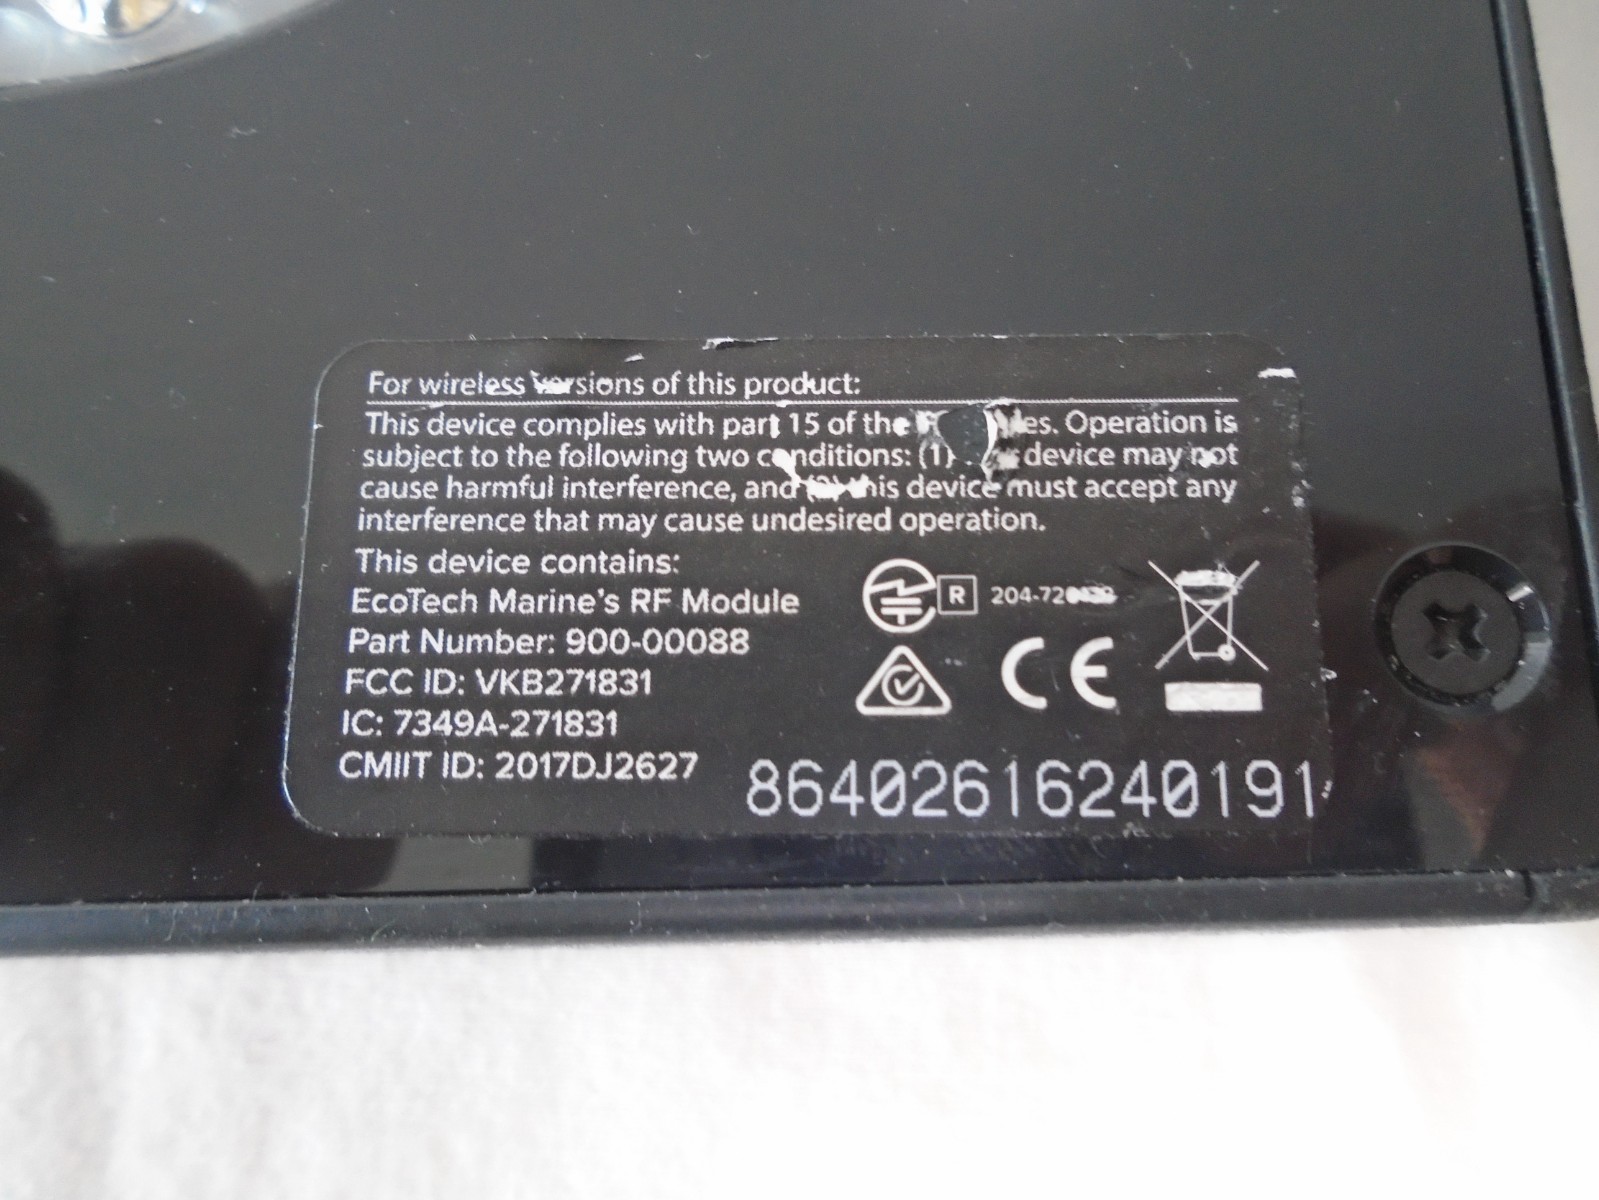 For wireless versions of this product:
This device complies with part 15 of the Operation is
subject to the following two conditions: (1) device may not
cause harmful interference, and (2) this device must accept any
interference that may cause undesired operation.
This device contains:
EcoTech Marine's RF Module
Part Number: 900-00088
FCC ID: VKB271831
IC: 7349A-271831
CMIIT ID: 2017DJ2627
R
CE
86402616240191